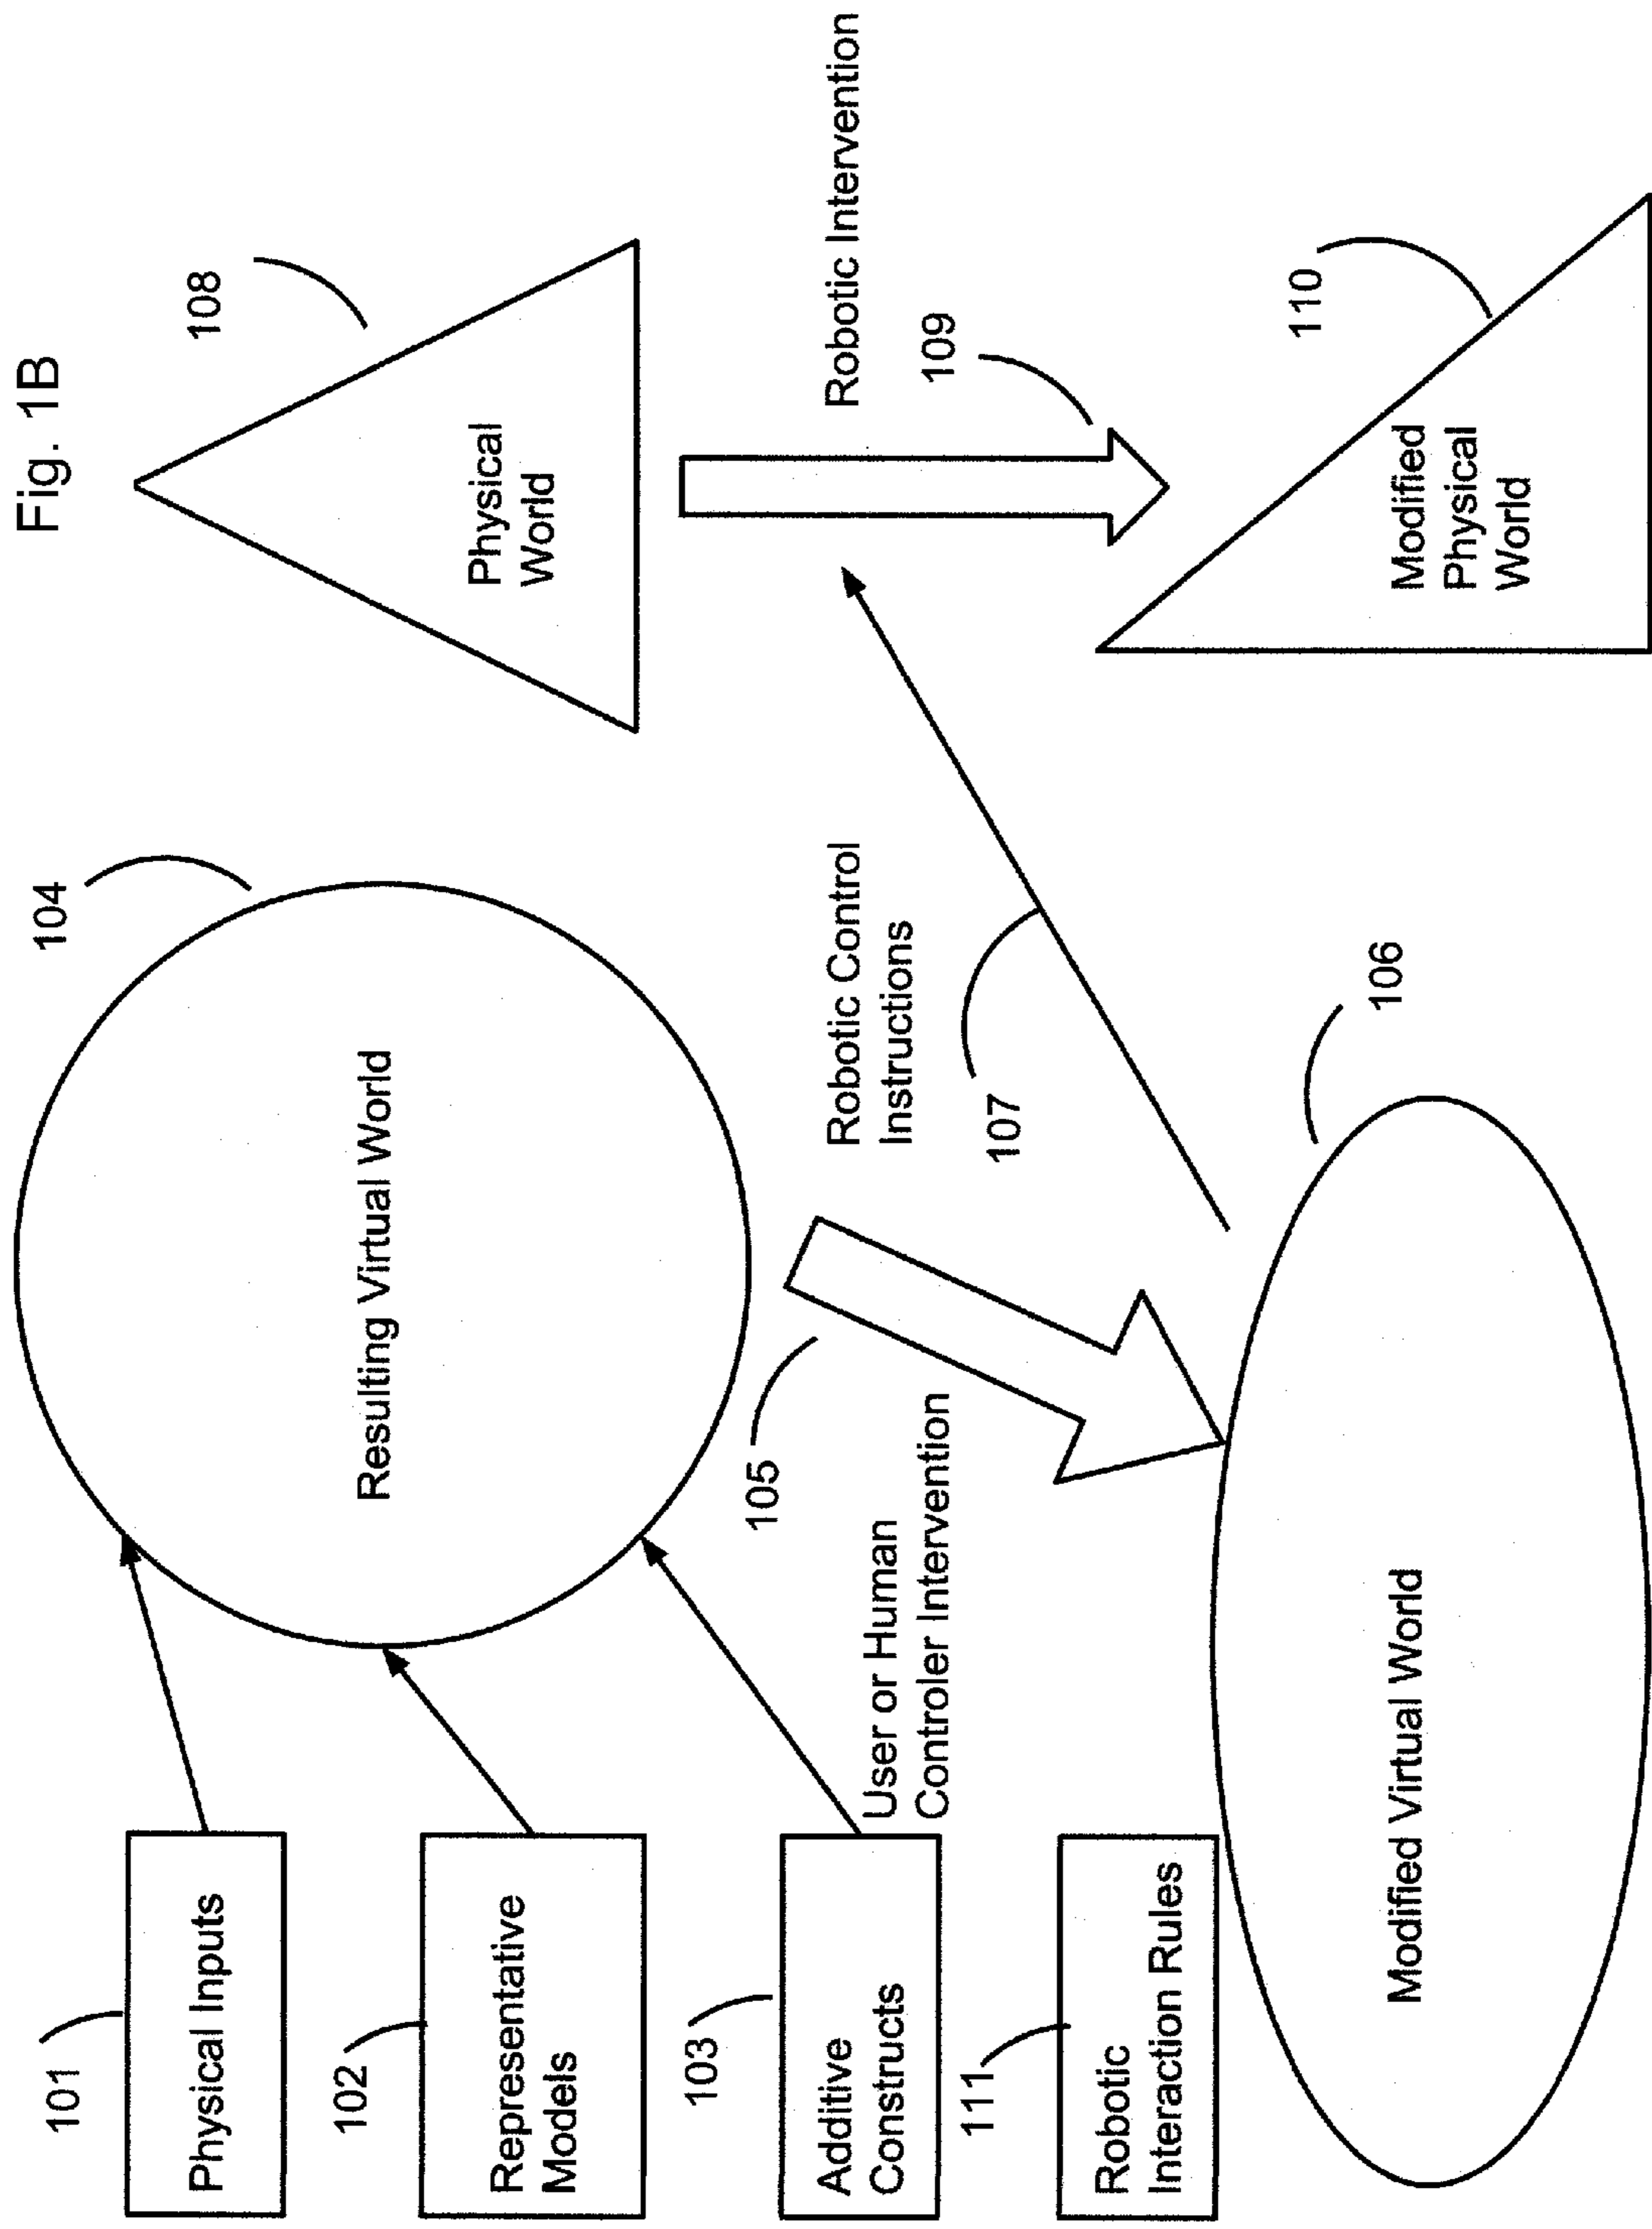 Fig. 1B
101
Physical Inputs
102
Representative
Models
103
Additive
Constructs
111
Robotic
Interaction Rules
104
Resulting Virtual World
105
User or Human
Controler Intervention
106
Modified Virtual World
107
Robotic Control
Instructions
108
Physical
World
109
Robotic Intervention
110
Modified
Physical
World